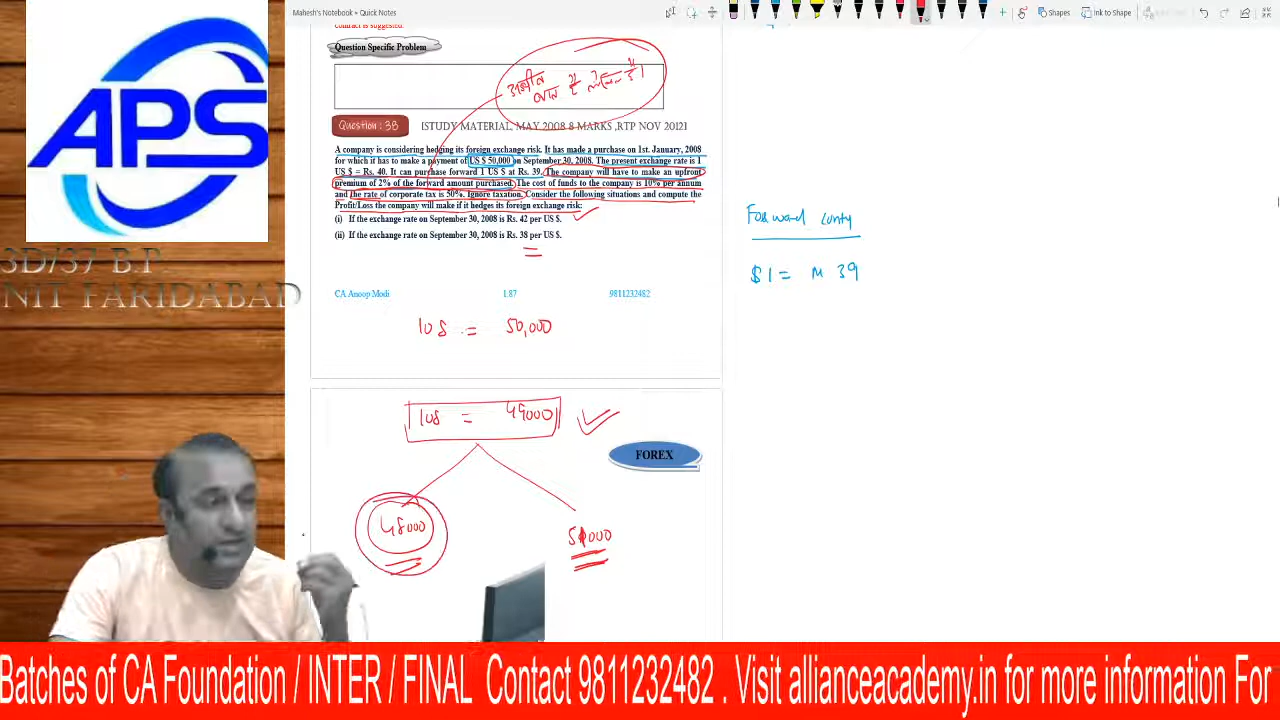 Mahesh's Notebook » Quick Notes
Shapes
Ink to Shape
contract is suggested.
Question Specific Problem
Question : 38 [STUDY MATERIAL, MAY 2008 8 MARKS ,RTP NOV 2012]
A company is considering hedging its foreign exchange risk. It has made a purchase on 1st. January, 2008
for which it has to make a payment of US $ 50,000 on September 30, 2008. The present exchange rate is 1
US $ = Rs. 40. It can purchase forward 1 US $ at Rs. 39. The company will have to make an upfront
premium of 2% of the forward amount purchased. The cost of funds to the company is 10% per annum
and the rate of corporate tax is 50%. Ignore taxation. Consider the following situations and compute the
Profit/Loss the company will make if it hedges its foreign exchange risk:
(i) If the exchange rate on September 30, 2008 is Rs. 42 per US $.
(ii) If the exchange rate on September 30, 2008 is Rs. 38 per US $.
CA Anoop Modi 1.87 9811232482
= 50,000
= 49000
FOREX
48000
51000
Forward
$1 = 39
APS
3D/37 B.P.
NIT FARIDABAD
Batches of CA Foundation / INTER / FINAL Contact 9811232482 . Visit allianceacademy.in for more information For